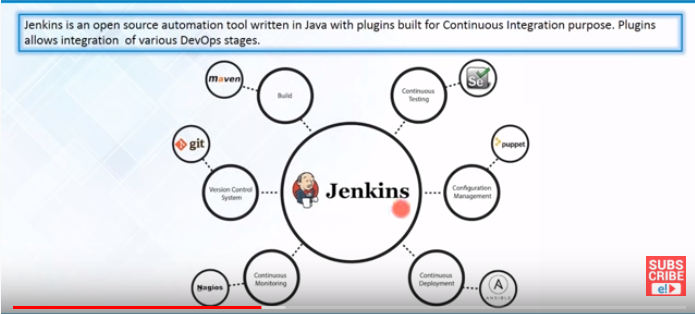 Jenkins is an open source automation tool written in Java with plugins built for Continuous Integration purpose. Plugins
allows integration of various DevOps stages.
maven
Build
Continuous
Testing
Se
git
puppet
Version Control
System
Jenkins
Configuration
Management
Nagios
Continuous
Monitoring
Continuous
Deployment
A
ANSIBLE
SUBS
CRIBE
e!